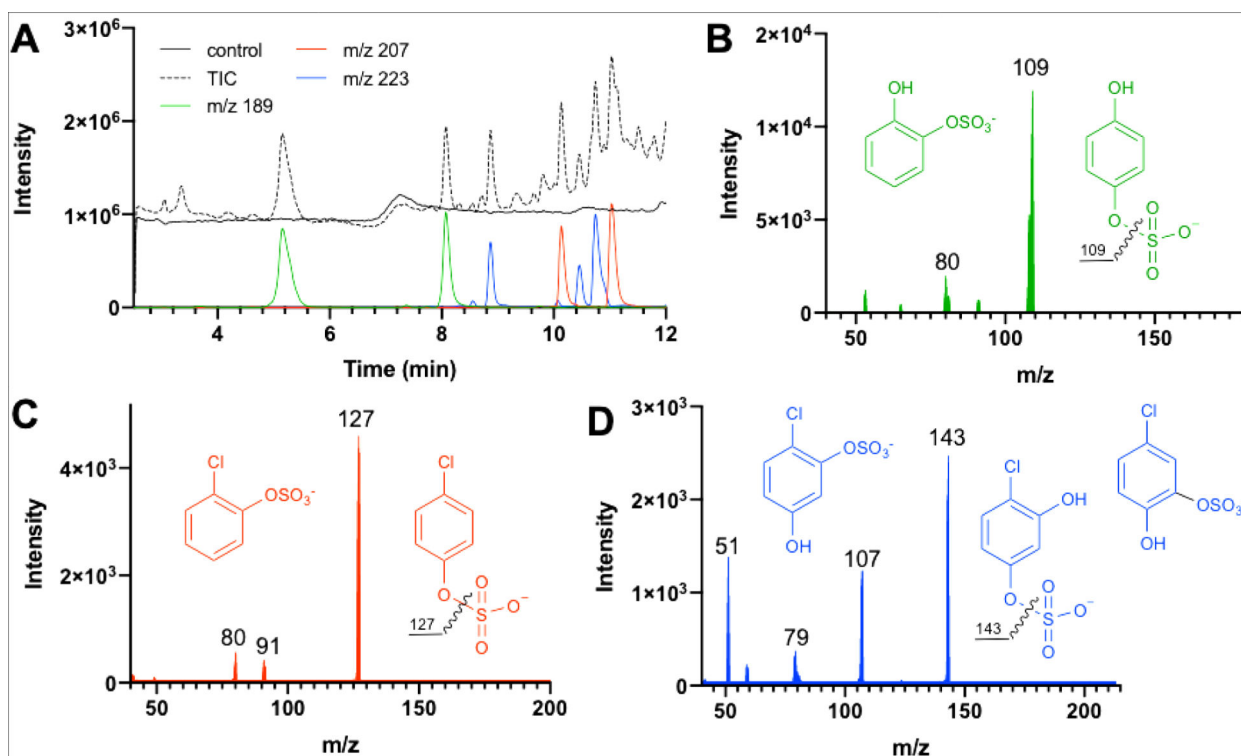 A
3×10⁶
2×10⁶
1×10⁶
0
Intensity
control
TIC
m/z 189
m/z 207
m/z 223
4
6
8
10
12
Time (min)
B
2×10⁴
1×10⁴
5×10³
0
Intensity
109
80
OH
OSO₃⁻
OH
O
O
S
O⁻
O
109
50
100
150
m/z
C
4×10³
2×10³
0
Intensity
127
80
91
Cl
OSO₃⁻
Cl
O
O
S
O⁻
O
127
50
100
150
200
m/z
D
3×10³
2×10³
1×10³
0
Intensity
51
79
107
143
Cl
OSO₃⁻
OH
Cl
OH
O
O
S
O⁻
O
143
Cl
OSO₃
OH
50
100
150
200
m/z